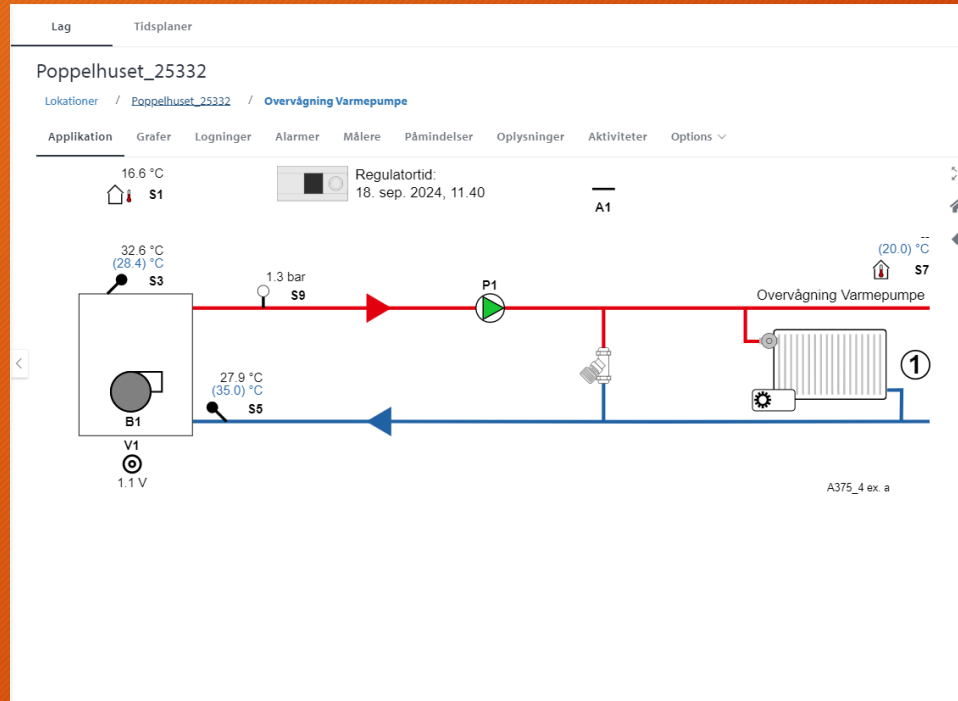 Lag Tidsplaner
Poppelhuset_25332
Lokationer / Poppelhuset_25332 / Overvågning Varmepumpe
Applikation Grafer Logninger Alarmer Målere Påmindelser Oplysninger Aktiviteter Options
16.6 °C
S1
Regulatortid:
18. sep. 2024, 11.40
A1
--
(20.0) °C
S7
32.6 °C
(28.4) °C
S3
1.3 bar
S9
P1
Overvågning Varmepumpe
1
27.9 °C
(35.0) °C
S5
B1
V1
1.1 V
A375_4 ex. a